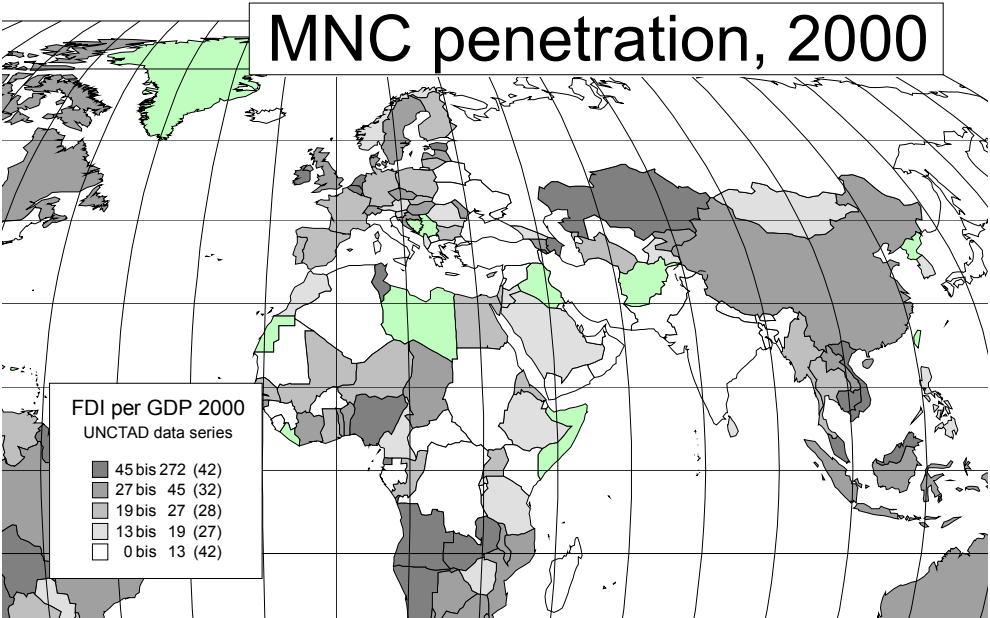 MNC penetration, 2000
FDI per GDP 2000
UNCTAD data series
45 bis 272 (42)
27 bis 45 (32)
19 bis 27 (28)
13 bis 19 (27)
0 bis 13 (42)